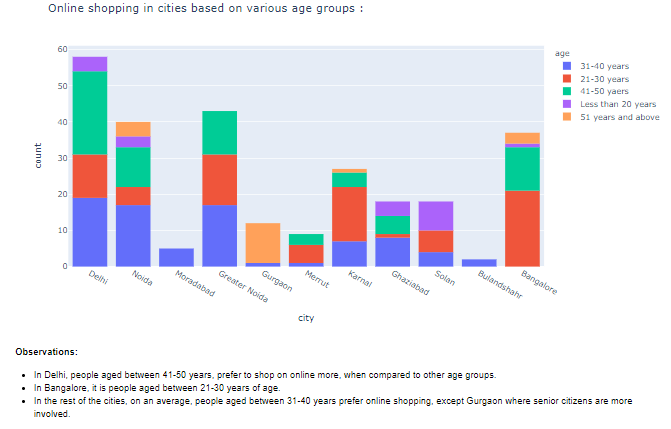 Online shopping in cities based on various age groups :
60
50
40
30
20
10
0
count
Delhi
Noida
Moradabad
Greater Noida
Gurgaon
Merrut
Karnal
Ghaziabad
Solan
Bulandshahr
Bangalore
city
age
31-40 years
21-30 years
41-50 yaers
Less than 20 years
51 years and above
Observations:
• In Delhi, people aged between 41-50 years, prefer to shop on online more, when compared to other age groups.
• In Bangalore, it is people aged between 21-30 years of age.
• In the rest of the cities, on an average, people aged between 31-40 years prefer online shopping, except Gurgaon where senior citizens are more
involved.